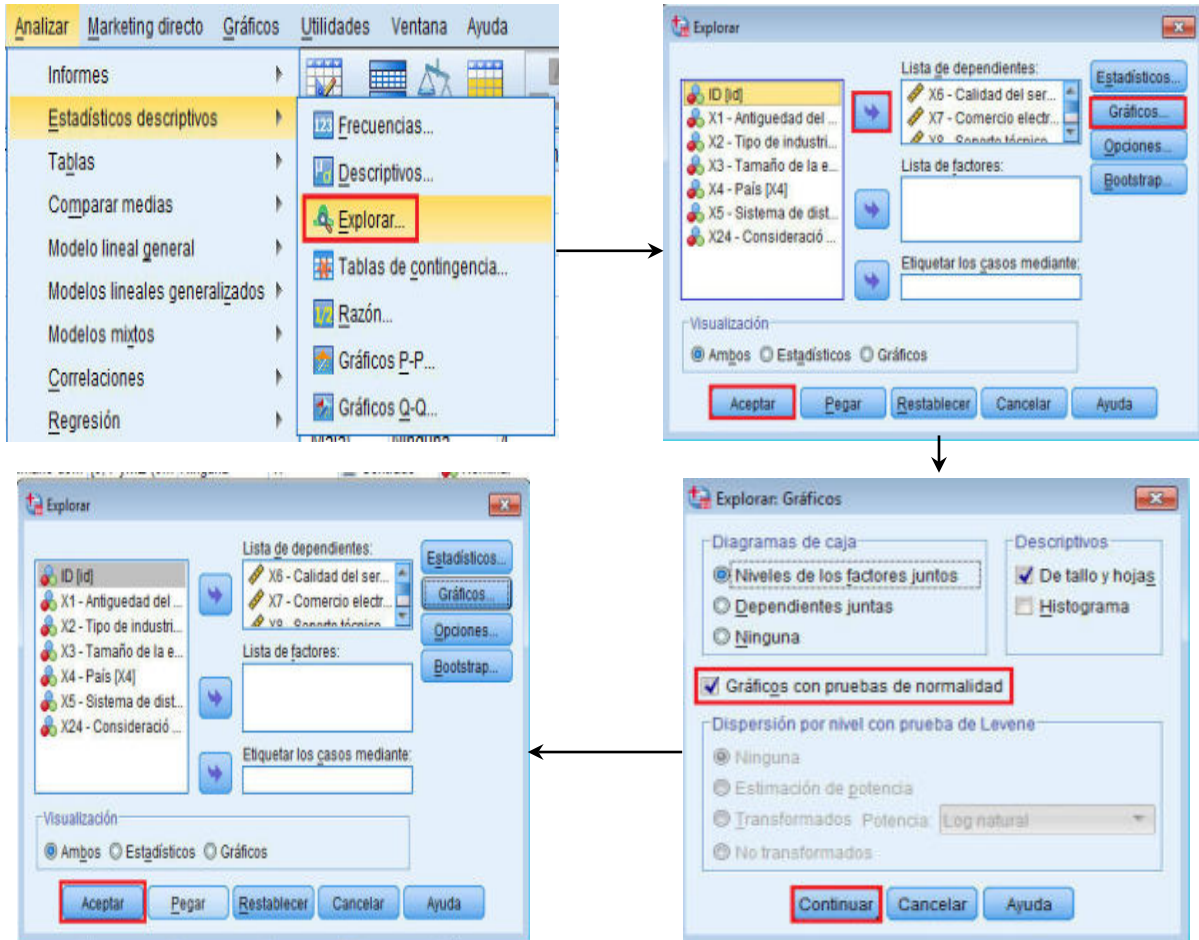 Analizar Marketing directo Gráficos Utilidades Ventana Ayuda
Informes
Estadísticos descriptivos
Tablas
Comparar medias
Modelo lineal general
Modelos lineales generalizados
Modelos mixtos
Correlaciones
Regresión
Frecuencias...
Descriptivos...
Explorar...
Tablas de contingencia...
Razón...
Gráficos P-P...
Gráficos Q-Q...
Explorar
ID [id]
X1 - Antiguedad del ...
X2 - Tipo de industri...
X3 - Tamaño de la e...
X4 - País [X4]
X5 - Sistema de dist...
X24 - Consideració ...
Lista de dependientes:
X6 - Calidad del ser...
X7 - Comercio electr...
X8 - Soporte técnico
Lista de factores:
Etiquetar los casos mediante:
Estadísticos...
Gráficos...
Opciones...
Bootstrap...
Visualización
Ambos Estadísticos Gráficos
Aceptar Pegar Restablecer Cancelar Ayuda
Explorar: Gráficos
Diagramas de caja
Niveles de los factores juntos
Dependientes juntas
Ninguna
Descriptivos
De tallo y hojas
Histograma
Gráficos con pruebas de normalidad
Dispersión por nivel con prueba de Levene
Ninguna
Estimación de potencia
Transformados Potencia: Log natural
No transformados
Continuar Cancelar Ayuda
Explorar
ID [id]
X1 - Antiguedad del ...
X2 - Tipo de industri...
X3 - Tamaño de la e...
X4 - País [X4]
X5 - Sistema de dist...
X24 - Consideració ...
Lista de dependientes:
X6 - Calidad del ser...
X7 - Comercio electr...
X8 - Soporte técnico
Lista de factores:
Etiquetar los casos mediante:
Estadísticos...
Gráficos...
Opciones...
Bootstrap...
Visualización
Ambos Estadísticos Gráficos
Aceptar Pegar Restablecer Cancelar Ayuda